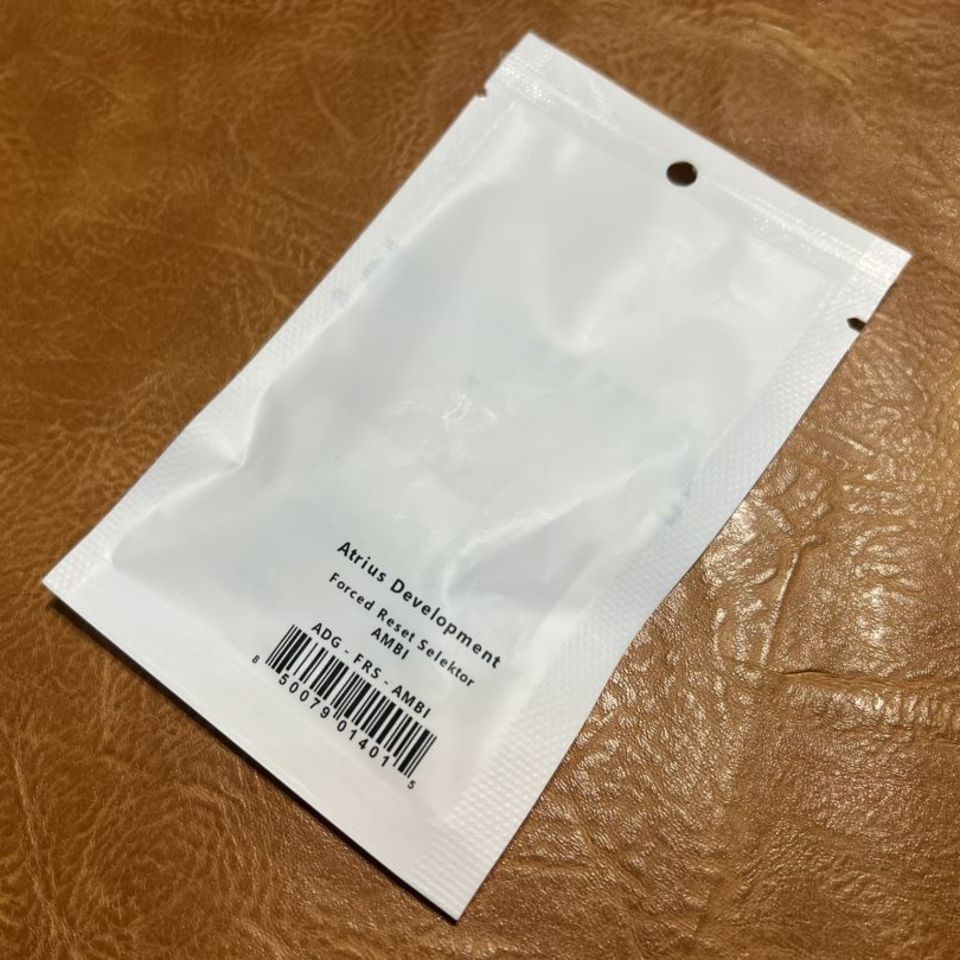 Atrius Development
Forced Reset Selektor
AMBI
ADG - FRS - AMBI
8 50079 01401 5